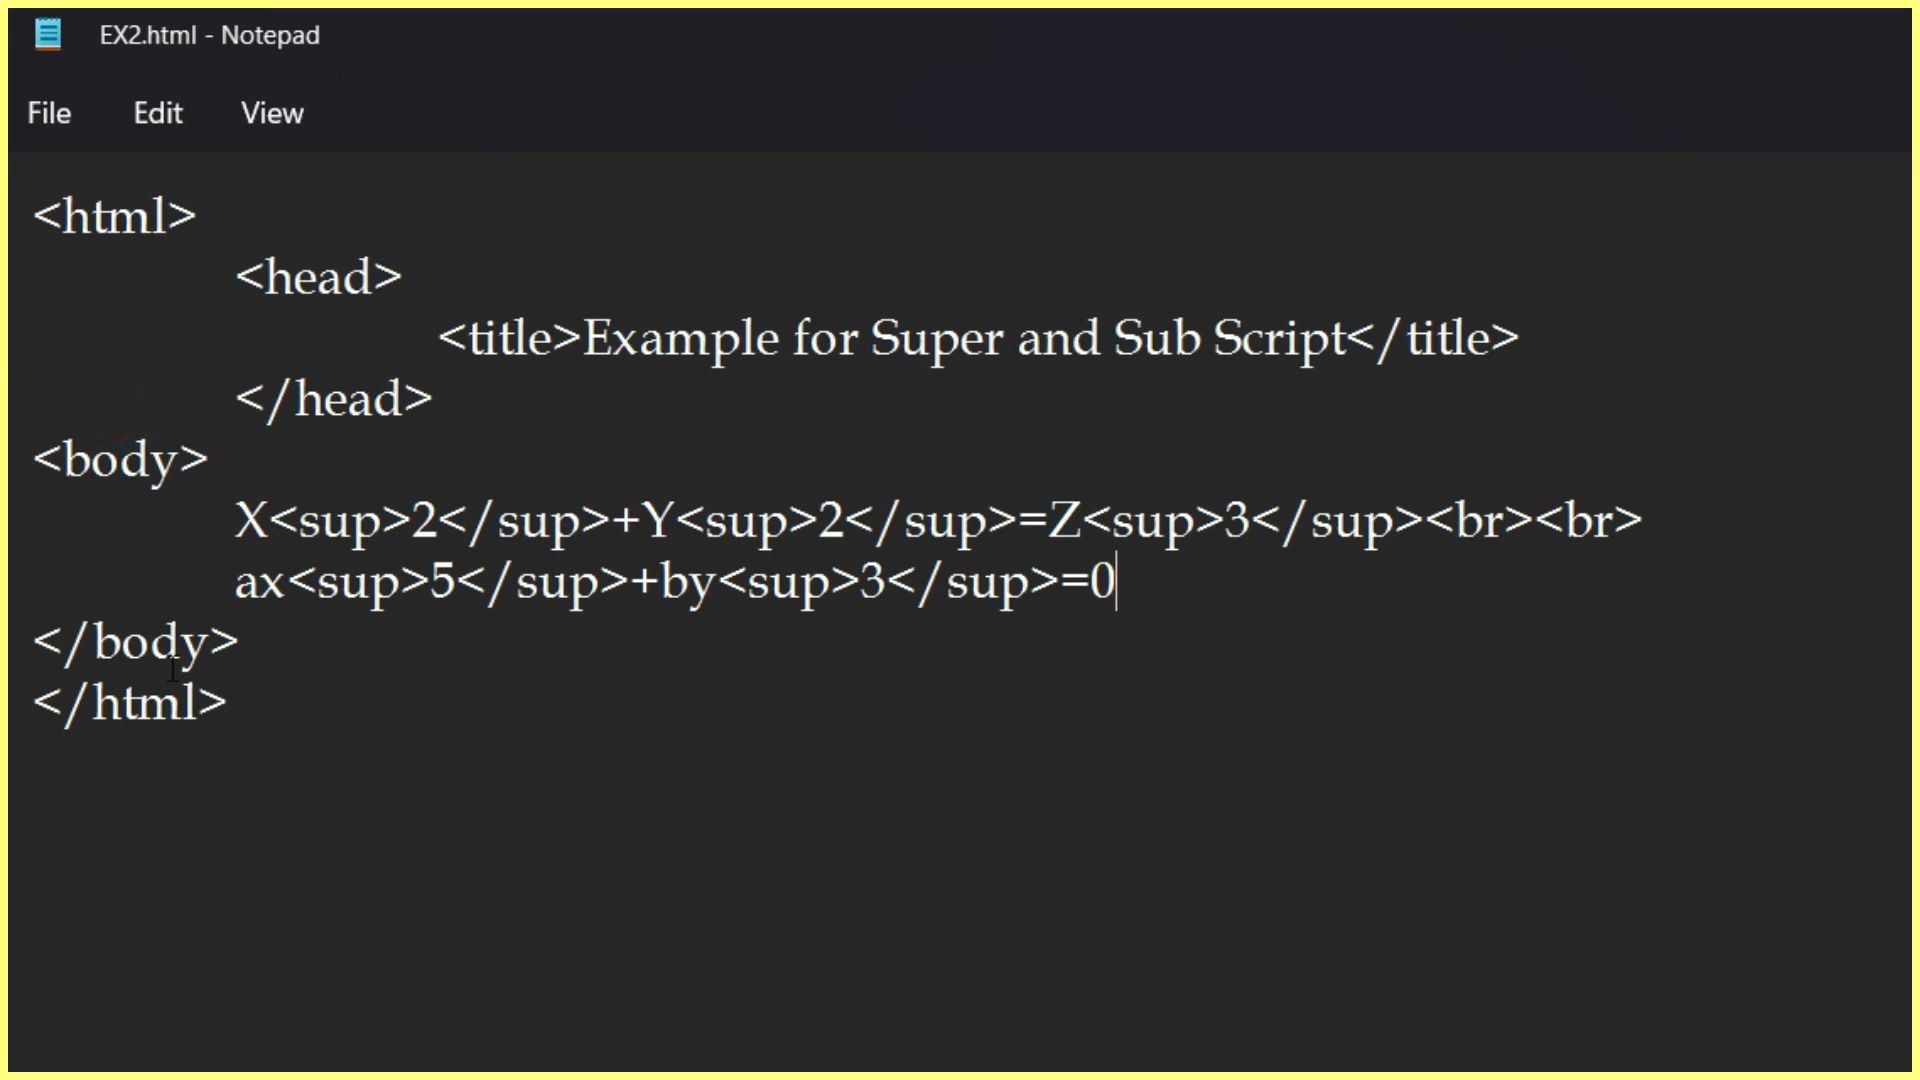 EX2.html - Notepad
File Edit View
<html>
<head>
<title>Example for Super and Sub Script</title>
</head>
<body>
X<sup>2</sup>+Y<sup>2</sup>=Z<sup>3</sup><br><br>
ax<sup>5</sup>+by<sup>3</sup>=0
</body>
</html>